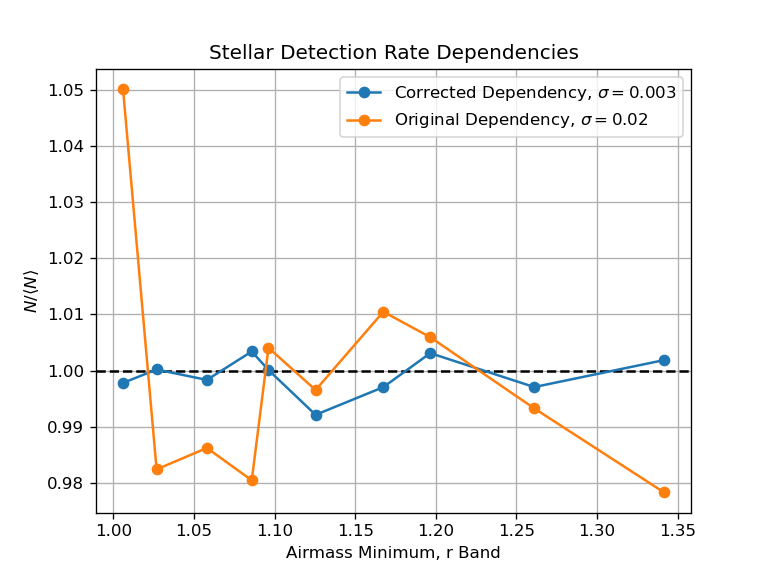 Stellar Detection Rate Dependencies
Corrected Dependency, σ = 0.003
Original Dependency, σ = 0.02
1.05
1.04
1.03
1.02
1.01
1.00
0.99
0.98
N/⟨N⟩
1.00 1.05 1.10 1.15 1.20 1.25 1.30 1.35
Airmass Minimum, r Band